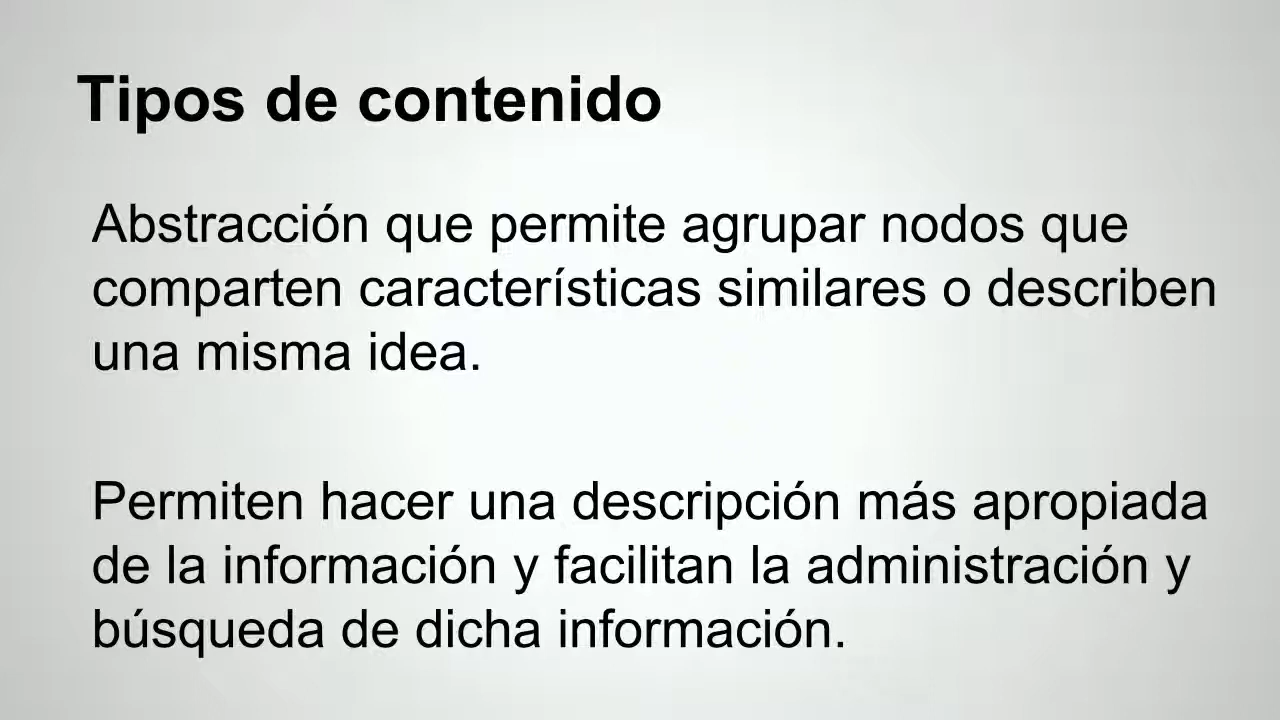 Tipos de contenido
Abstracción que permite agrupar nodos que
comparten características similares o describen
una misma idea.
Permiten hacer una descripción más apropiada
de la información y facilitan la administración y
búsqueda de dicha información.